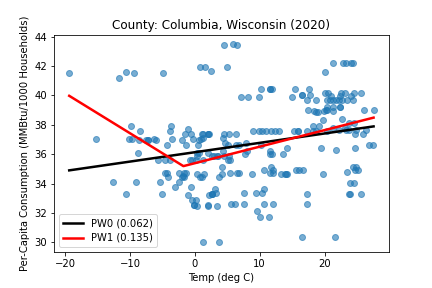 County: Columbia, Wisconsin (2020)
Per-Capita Consumption (MMBtu/1000 Households)
44
42
40
38
36
34
32
30
PW0 (0.062)
PW1 (0.135)
−20 −10 0 10 20
Temp (deg C)